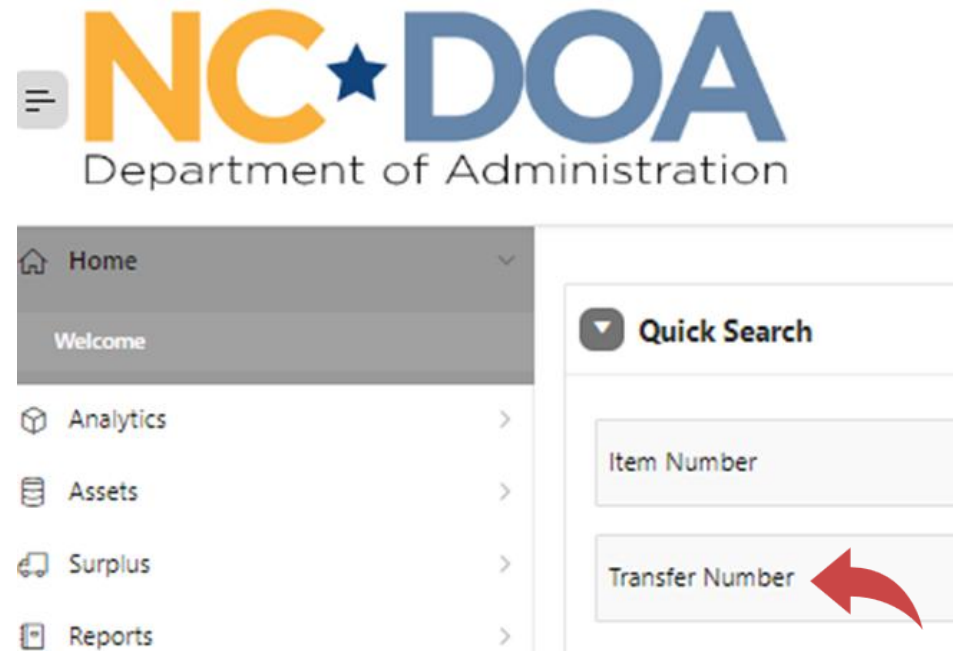 NC★DOA
Department of Administration
Home
Welcome
Analytics
Assets
Surplus
Reports
Quick Search
Item Number
Transfer Number